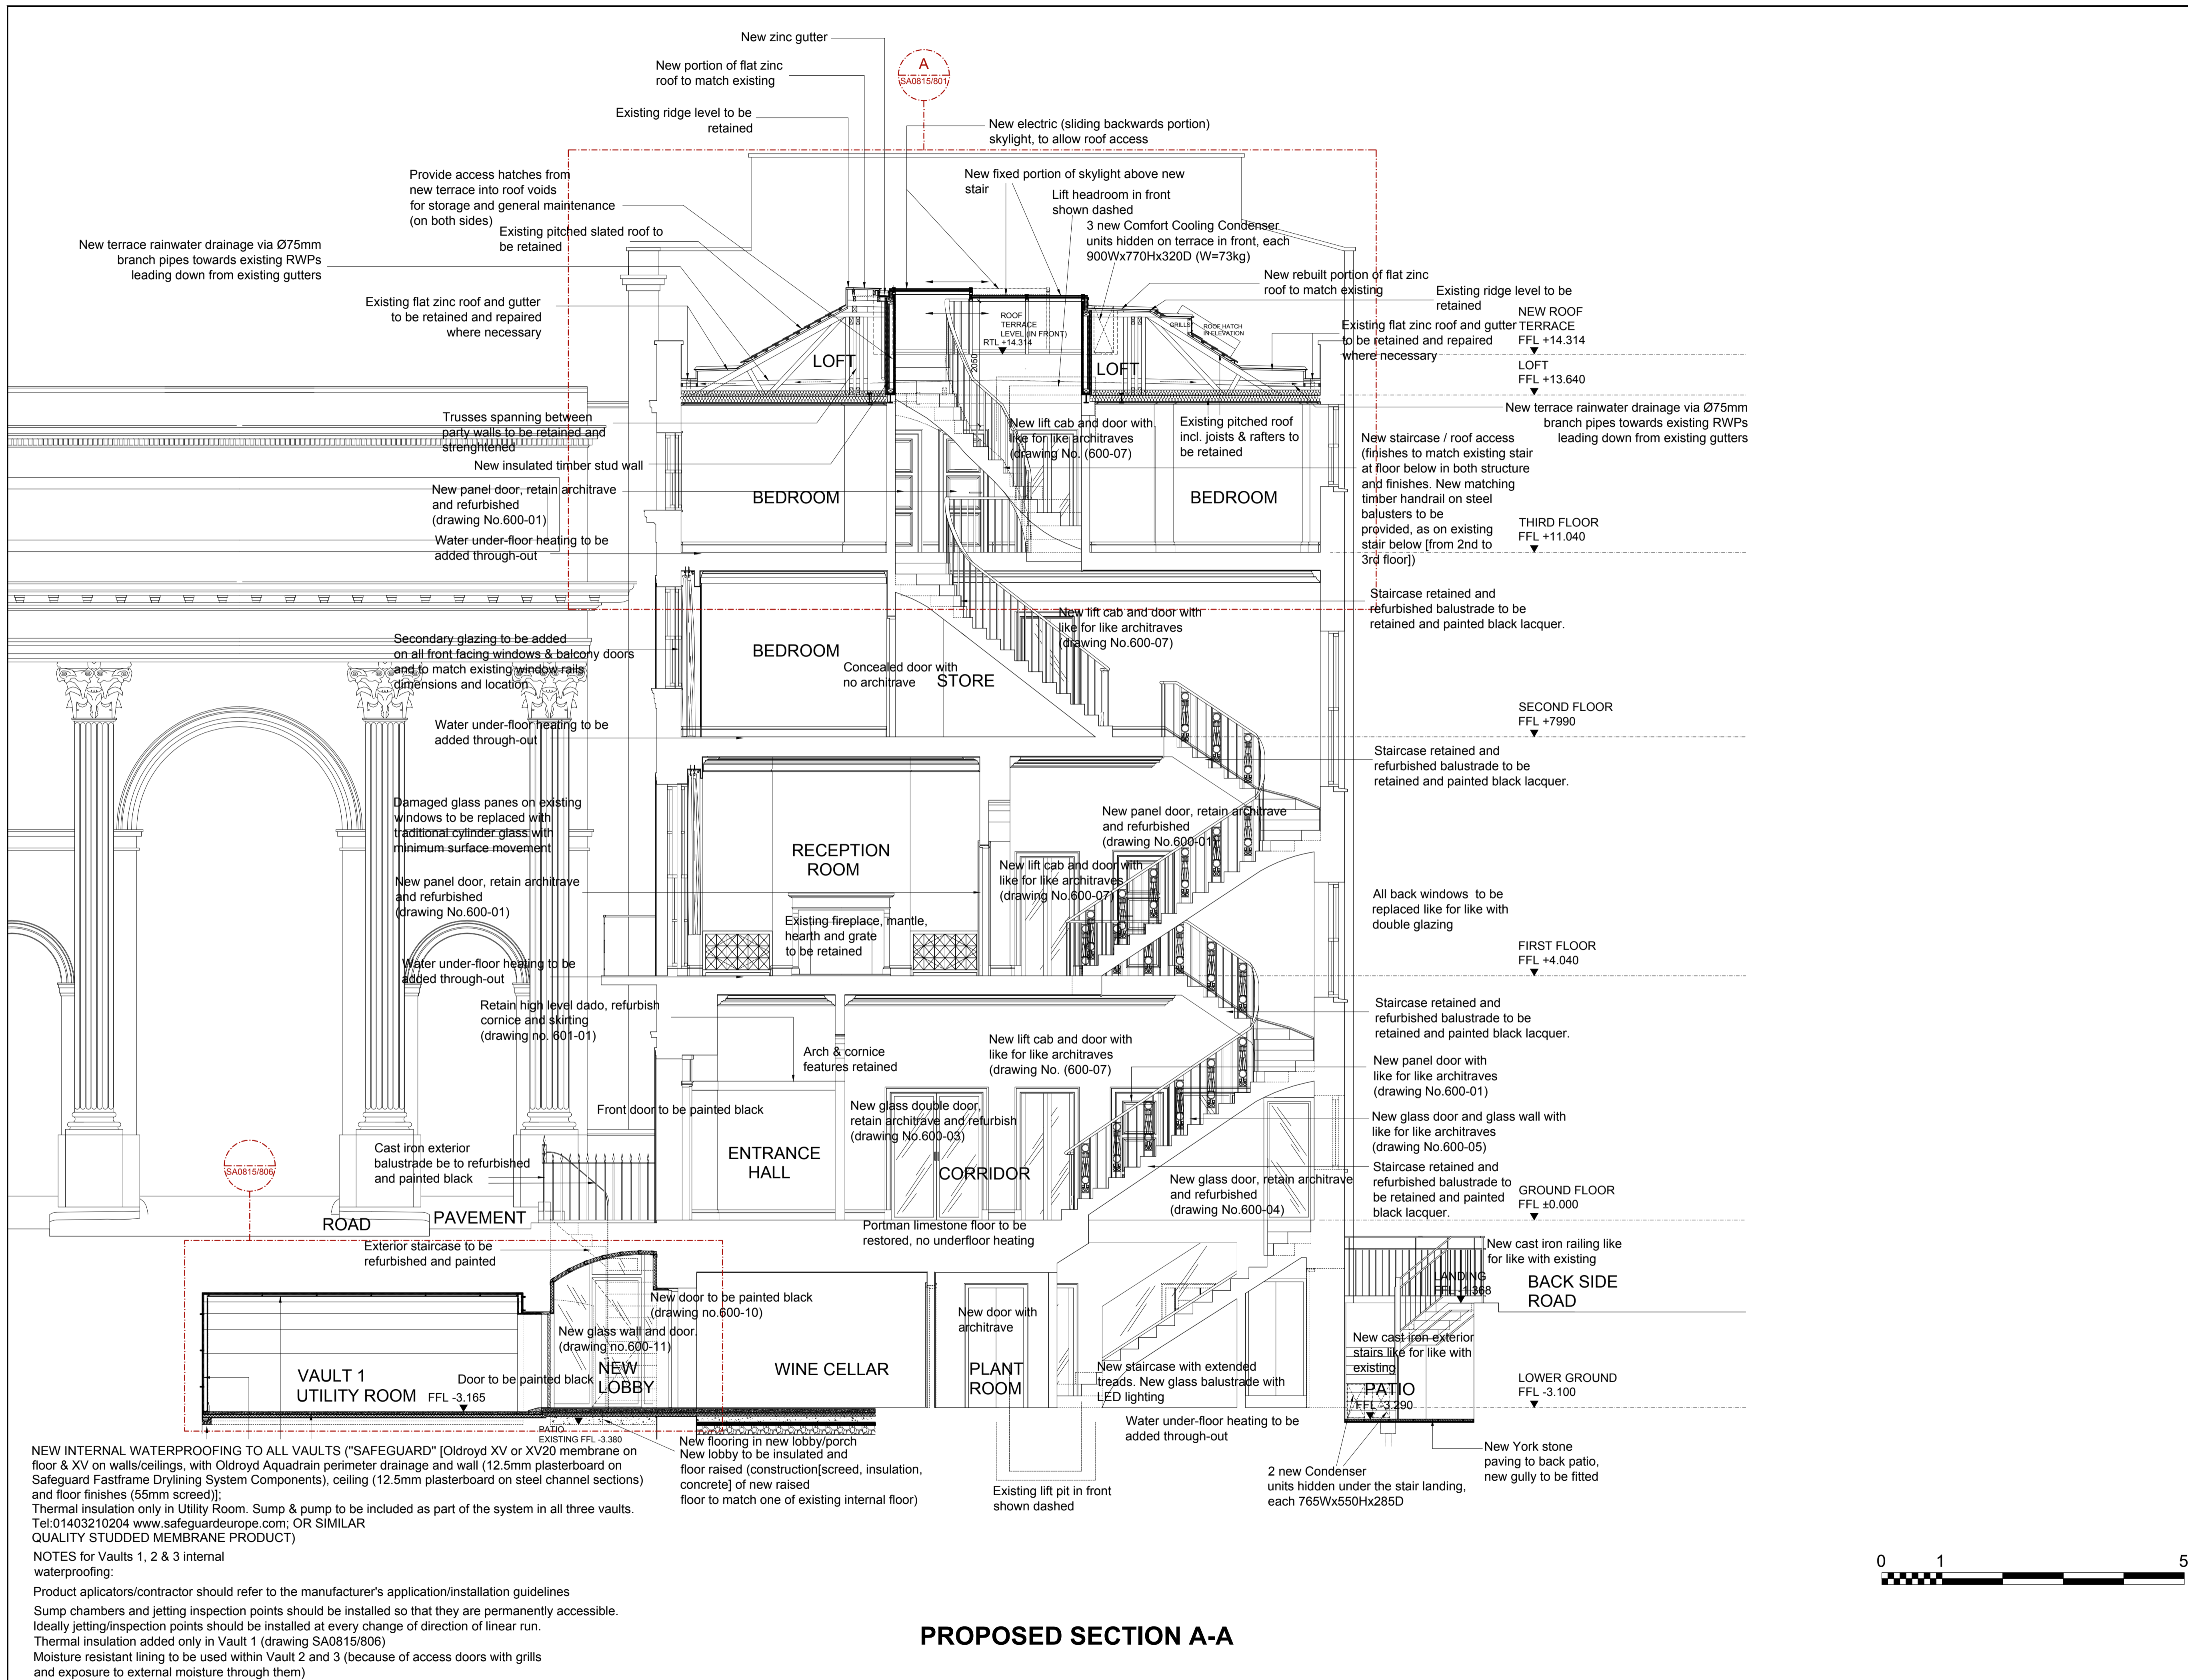 New zinc gutter
New portion of flat zinc
roof to match existing
A
SA0815/801
Existing ridge level to be
retained
New electric (sliding backwards portion)
skylight, to allow roof access
Provide access hatches from
new terrace into roof voids
for storage and general maintenance
(on both sides)
New fixed portion of skylight above new
stair
Lift headroom in front
shown dashed
3 new Comfort Cooling Condenser
units hidden on terrace in front, each
900Wx770Hx320D (W=73kg)
Existing pitched slated roof to
be retained
New terrace rainwater drainage via Ø75mm
branch pipes towards existing RWPs
leading down from existing gutters
New rebuilt portion of flat zinc
roof to match existing
Existing ridge level to be
retained
Existing flat zinc roof and gutter
to be retained and repaired
where necessary
NEW ROOF
TERRACE
FFL +14.314
Existing flat zinc roof and gutter
to be retained and repaired
where necessary
GRILLS
ROOF HATCH
IN ELEVATION
ROOF
TERRACE
LEVEL (IN FRONT)
RTL +14.314
2050
LOFT
LOFT
LOFT
FFL +13.640
Trusses spanning between
party walls to be retained and
strenghtened
New insulated timber stud wall
New lift cab and door with
like for like architraves
(drawing No. (600-07)
Existing pitched roof
incl. joists & rafters to
be retained
New terrace rainwater drainage via Ø75mm
branch pipes towards existing RWPs
leading down from existing gutters
New staircase / roof access
(finishes to match existing stair
at floor below in both structure
and finishes. New matching
timber handrail on steel
balusters to be
provided, as on existing
stair below [from 2nd to
3rd floor])
New panel door, retain architrave
and refurbished
(drawing No.600-01)
BEDROOM
BEDROOM
Water under-floor heating to be
added through-out
THIRD FLOOR
FFL +11.040
Staircase retained and
refurbished balustrade to be
retained and painted black lacquer.
New lift cab and door with
like for like architraves
(drawing No.600-07)
Secondary glazing to be added
on all front facing windows & balcony doors
and to match existing window rails
dimensions and location
BEDROOM
Concealed door with
no architrave
STORE
Water under-floor heating to be
added through-out
SECOND FLOOR
FFL +7990
Staircase retained and
refurbished balustrade to be
retained and painted black lacquer.
Damaged glass panes on existing
windows to be replaced with
traditional cylinder glass with
minimum surface movement
New panel door, retain architrave
and refurbished
(drawing No.600-01)
RECEPTION
ROOM
New lift cab and door with
like for like architraves
(drawing No.600-07)
New panel door, retain architrave
and refurbished
(drawing No.600-01)
Existing fireplace, mantle,
hearth and grate
to be retained
All back windows to be
replaced like for like with
double glazing
Water under-floor heating to be
added through-out
FIRST FLOOR
FFL +4.040
Retain high level dado, refurbish
cornice and skirting
(drawing no. 601-01)
Arch & cornice
features retained
New lift cab and door with
like for like architraves
(drawing No. (600-07)
Staircase retained and
refurbished balustrade to be
retained and painted black lacquer.
New panel door with
like for like architraves
(drawing No.600-01)
Front door to be painted black
New glass double door,
retain architrave and refurbish
(drawing No.600-03)
New glass door and glass wall with
like for like architraves
(drawing No.600-05)
Cast iron exterior
balustrade be to refurbished
and painted black
SA0815/806
ENTRANCE
HALL
CORRIDOR
New glass door, retain architrave
and refurbished
(drawing No.600-04)
Staircase retained and
refurbished balustrade to
be retained and painted
black lacquer.
GROUND FLOOR
FFL ±0.000
ROAD
PAVEMENT
Portman limestone floor to be
restored, no underfloor heating
Exterior staircase to be
refurbished and painted
New cast iron railing like
for like with existing
LANDING
FFL -1.368
BACK SIDE
ROAD
New door to be painted black
(drawing no.600-10)
New glass wall and door.
(drawing no.600-11)
New door with
architrave
New cast iron exterior
stairs like for like with
existing
VAULT 1
UTILITY ROOM
FFL -3.165
Door to be painted black
NEW
LOBBY
WINE CELLAR
PLANT
ROOM
New staircase with extended
treads. New glass balustrade with
LED lighting
PATIO
FFL -3.290
LOWER GROUND
FFL -3.100
Water under-floor heating to be
added through-out
PATIO
EXISTING FFL -3.380
New flooring in new lobby/porch
New lobby to be insulated and
floor raised (construction[screed, insulation,
concrete] of new raised
floor to match one of existing internal floor)
Existing lift pit in front
shown dashed
2 new Condenser
units hidden under the stair landing,
each 765Wx550Hx285D
New York stone
paving to back patio,
new gully to be fitted
NEW INTERNAL WATERPROOFING TO ALL VAULTS ("SAFEGUARD" [Oldroyd XV or XV20 membrane on
floor & XV on walls/ceilings, with Oldroyd Aquadrain perimeter drainage and wall (12.5mm plasterboard on
Safeguard Fastframe Drylining System Components), ceiling (12.5mm plasterboard on steel channel sections)
and floor finishes (55mm screed)];
Thermal insulation only in Utility Room. Sump & pump to be included as part of the system in all three vaults.
Tel:01403210204 www.safeguardeurope.com; OR SIMILAR
QUALITY STUDDED MEMBRANE PRODUCT)
NOTES for Vaults 1, 2 & 3 internal
waterproofing:
Product aplicators/contractor should refer to the manufacturer's application/installation guidelines
Sump chambers and jetting inspection points should be installed so that they are permanently accessible.
Ideally jetting/inspection points should be installed at every change of direction of linear run.
Thermal insulation added only in Vault 1 (drawing SA0815/806)
Moisture resistant lining to be used within Vault 2 and 3 (because of access doors with grills
and exposure to external moisture through them)
PROPOSED SECTION A-A
0 1 5